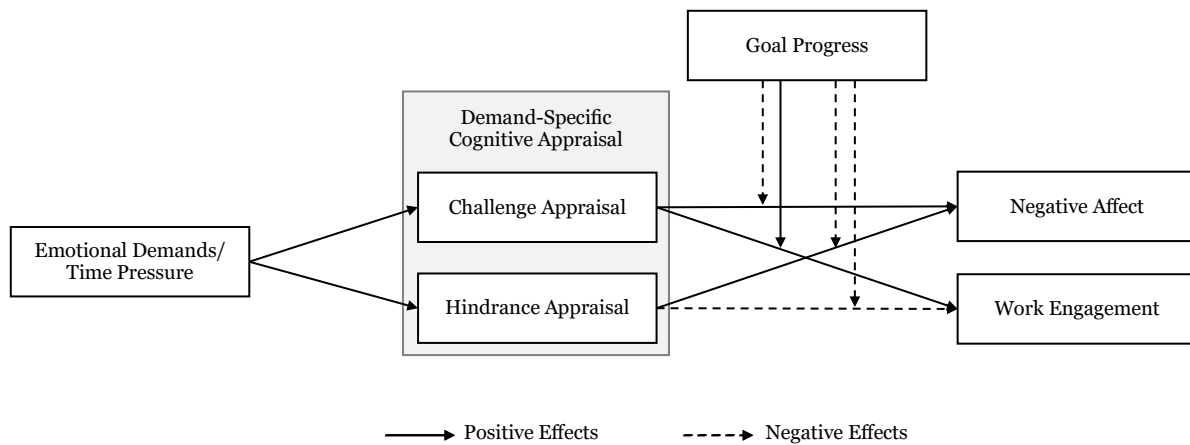 Goal Progress
Demand-Specific
Cognitive Appraisal
Challenge Appraisal
Negative Affect
Emotional Demands/
Time Pressure
Hindrance Appraisal
Work Engagement
Positive Effects
Negative Effects